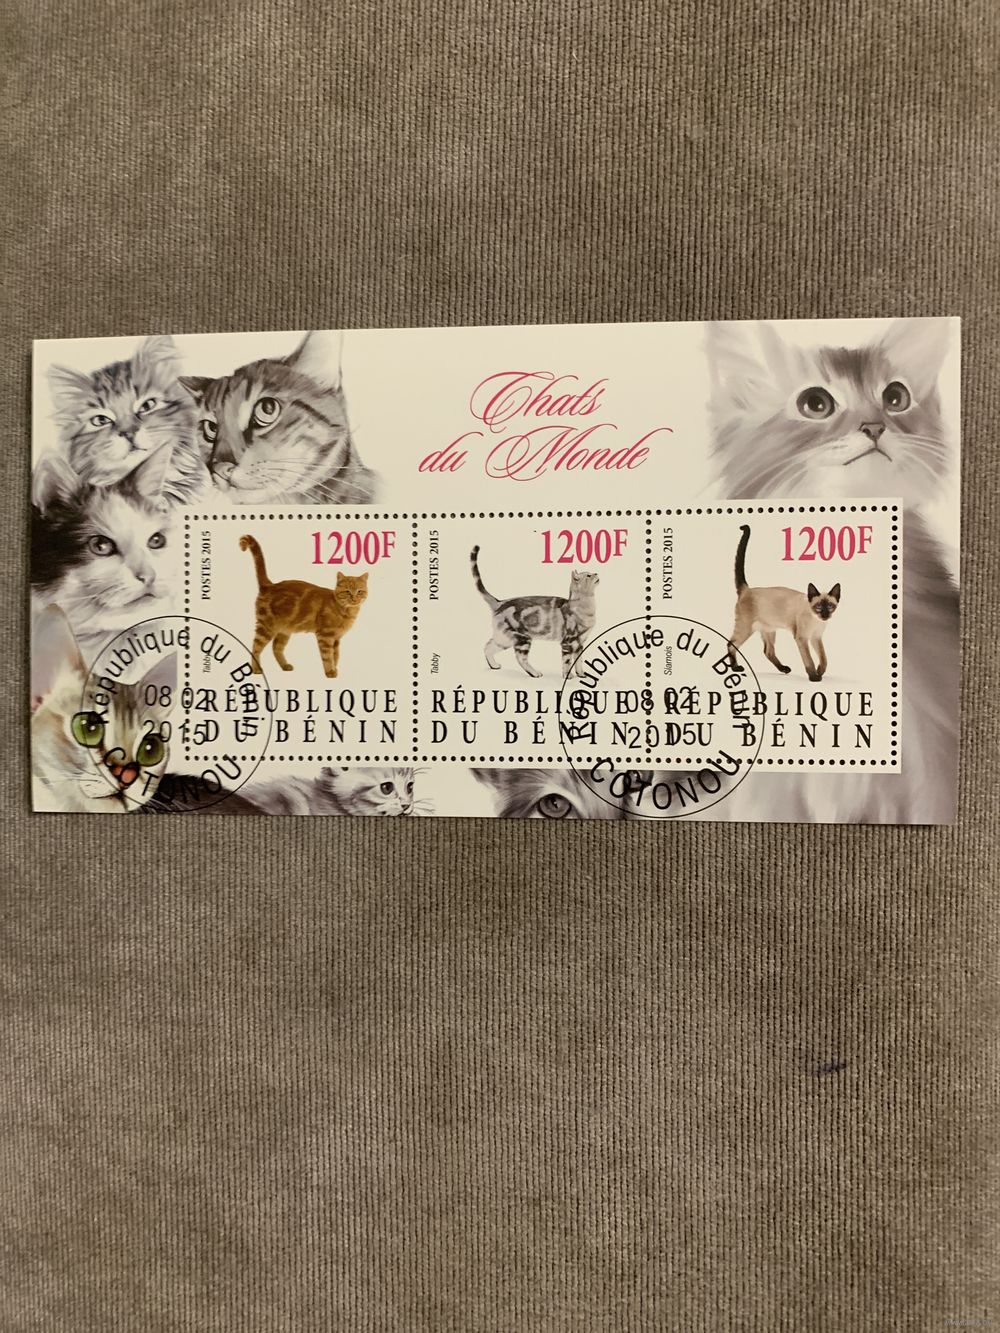 Chats
du Monde
POSTES 2015
1200F
Tabby
RÉPUBLIQUE
DU BÉNIN
POSTES 2015
1200F
Tabby
RÉPUBLIQUE
DU BÉNIN
POSTES 2015
1200F
Siamois
RÉPUBLIQUE
DU BÉNIN
République du Bénin
08 02
2015
COTONOU
République du Bénin
08 02
2015
COTONOU